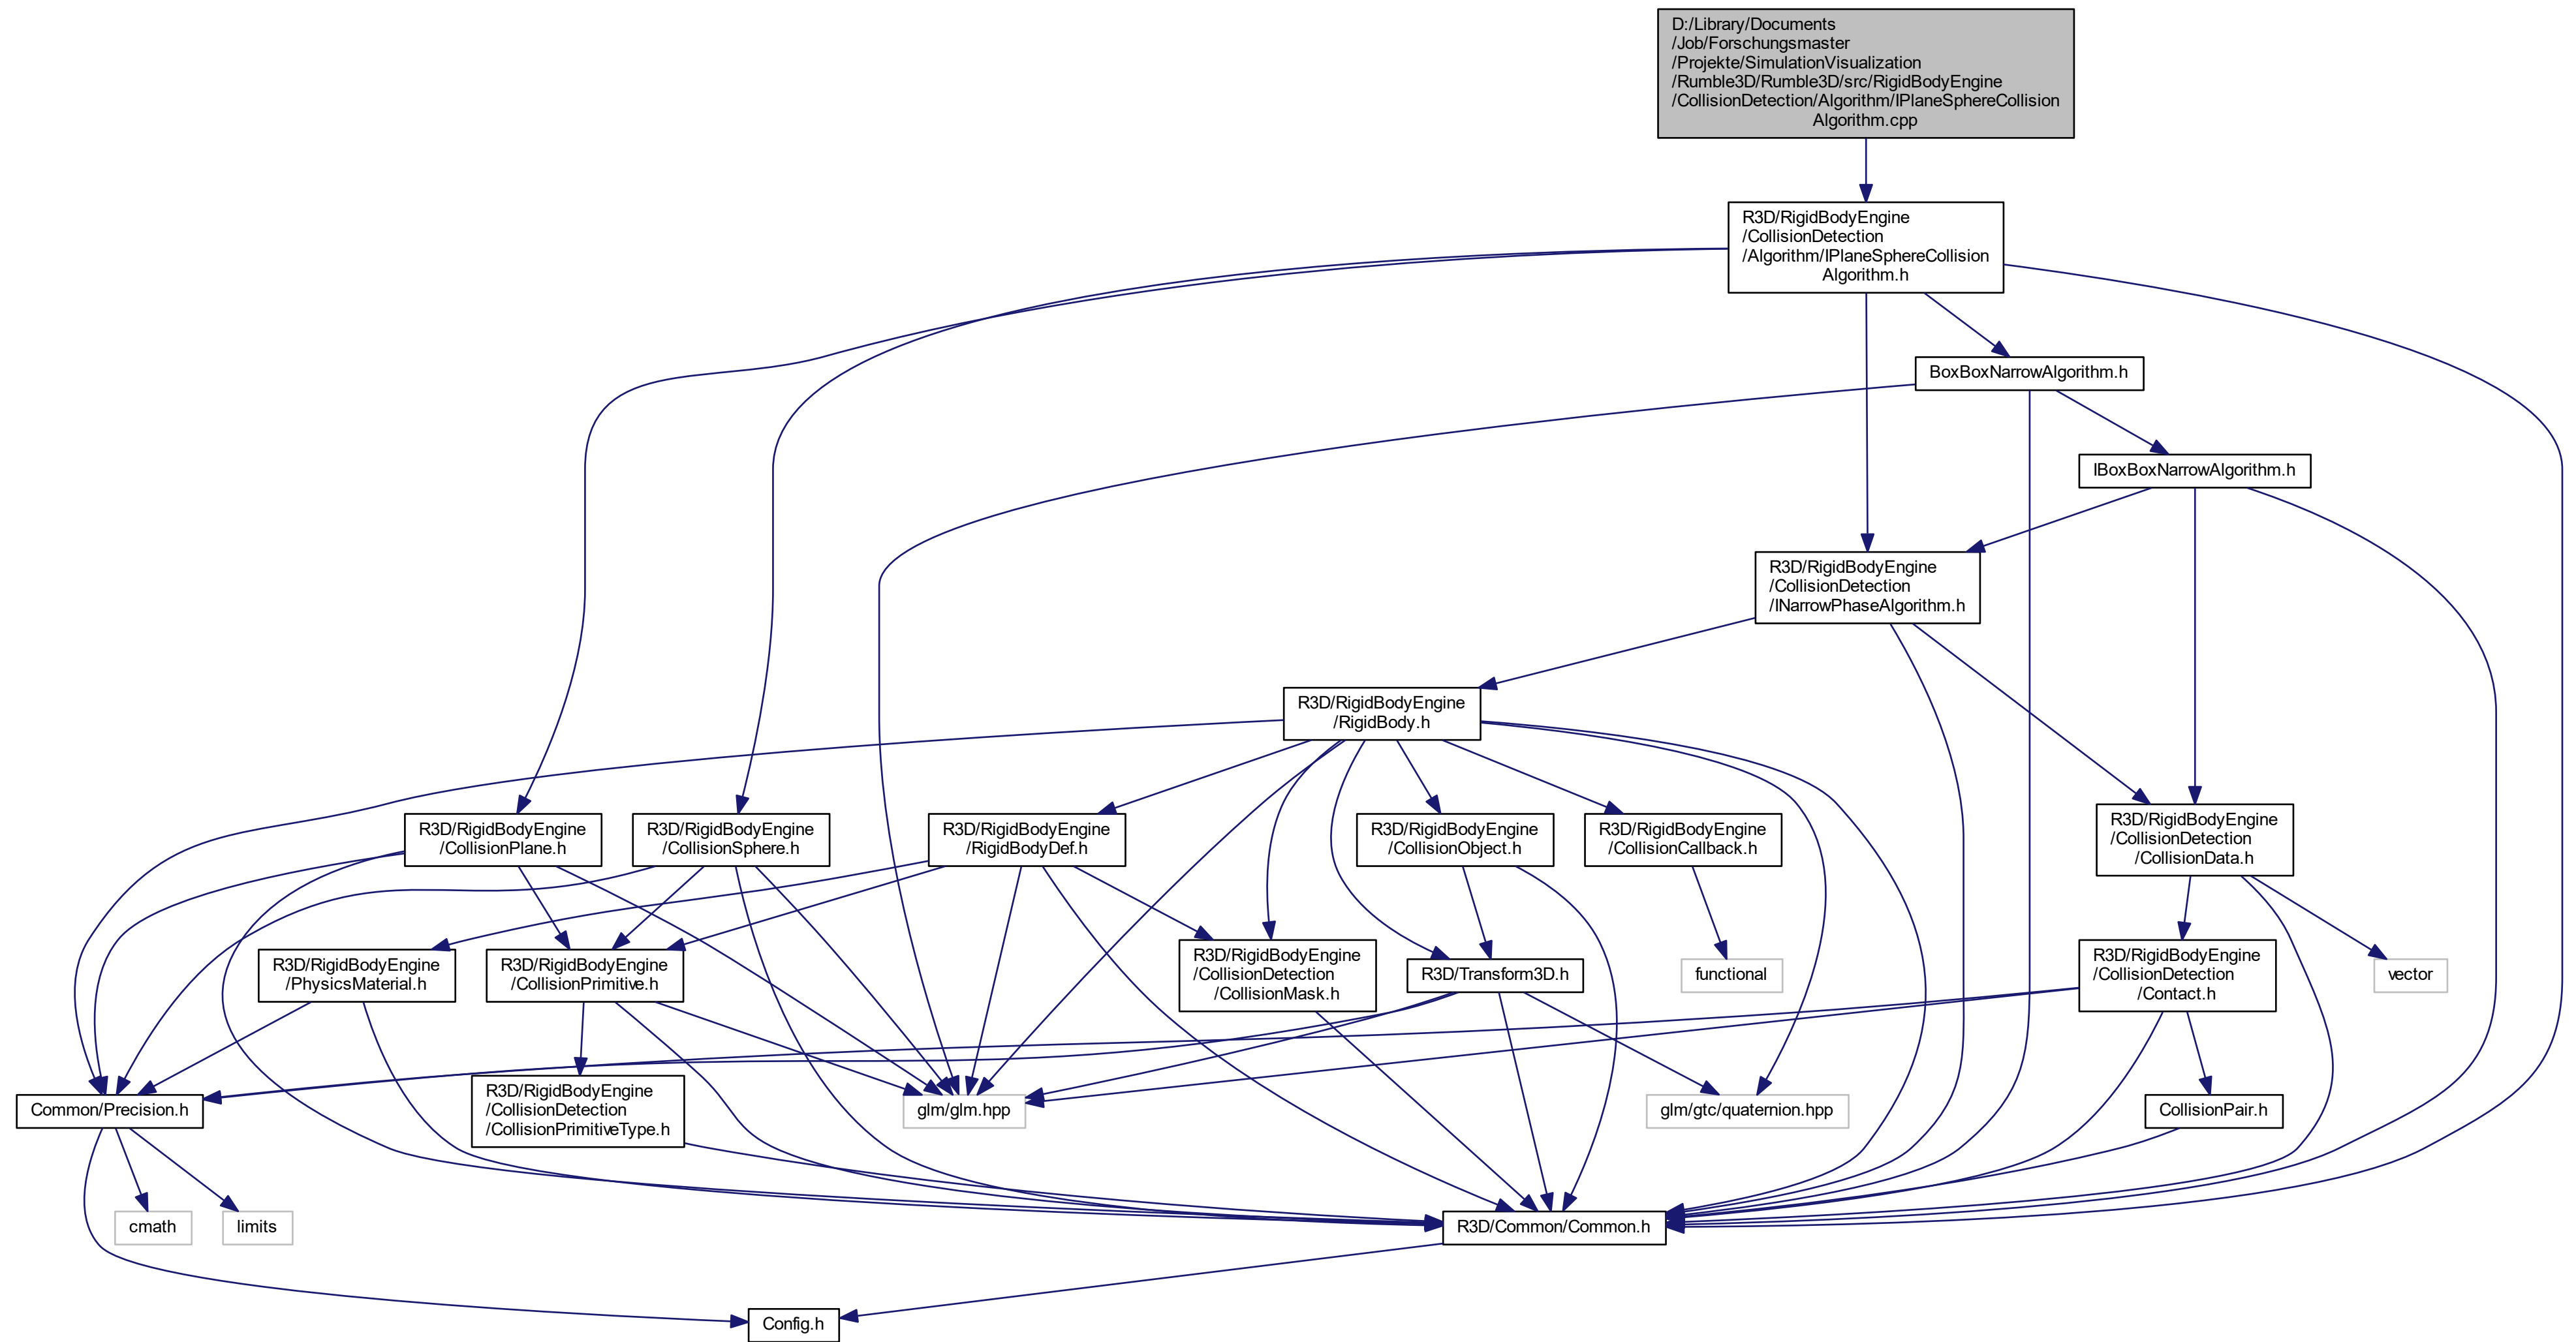 D:/Library/Documents
/Job/Forschungsmaster
/Projekte/SimulationVisualization
/Rumble3D/Rumble3D/src/RigidBodyEngine
/CollisionDetection/Algorithm/IPlaneSphereCollision
Algorithm.cpp
R3D/RigidBodyEngine
/CollisionDetection
/Algorithm/IPlaneSphereCollision
Algorithm.h
BoxBoxNarrowAlgorithm.h
IBoxBoxNarrowAlgorithm.h
R3D/RigidBodyEngine
/CollisionDetection
/INarrowPhaseAlgorithm.h
R3D/RigidBodyEngine
/RigidBody.h
R3D/RigidBodyEngine
/CollisionPlane.h
R3D/RigidBodyEngine
/CollisionSphere.h
R3D/RigidBodyEngine
/RigidBodyDef.h
R3D/RigidBodyEngine
/CollisionObject.h
R3D/RigidBodyEngine
/CollisionCallback.h
R3D/RigidBodyEngine
/CollisionDetection
/CollisionData.h
R3D/RigidBodyEngine
/PhysicsMaterial.h
R3D/RigidBodyEngine
/CollisionPrimitive.h
R3D/RigidBodyEngine
/CollisionDetection
/CollisionMask.h
R3D/Transform3D.h
functional
R3D/RigidBodyEngine
/CollisionDetection
/Contact.h
vector
Common/Precision.h
R3D/RigidBodyEngine
/CollisionDetection
/CollisionPrimitiveType.h
glm/glm.hpp
glm/gtc/quaternion.hpp
CollisionPair.h
cmath
limits
R3D/Common/Common.h
Config.h